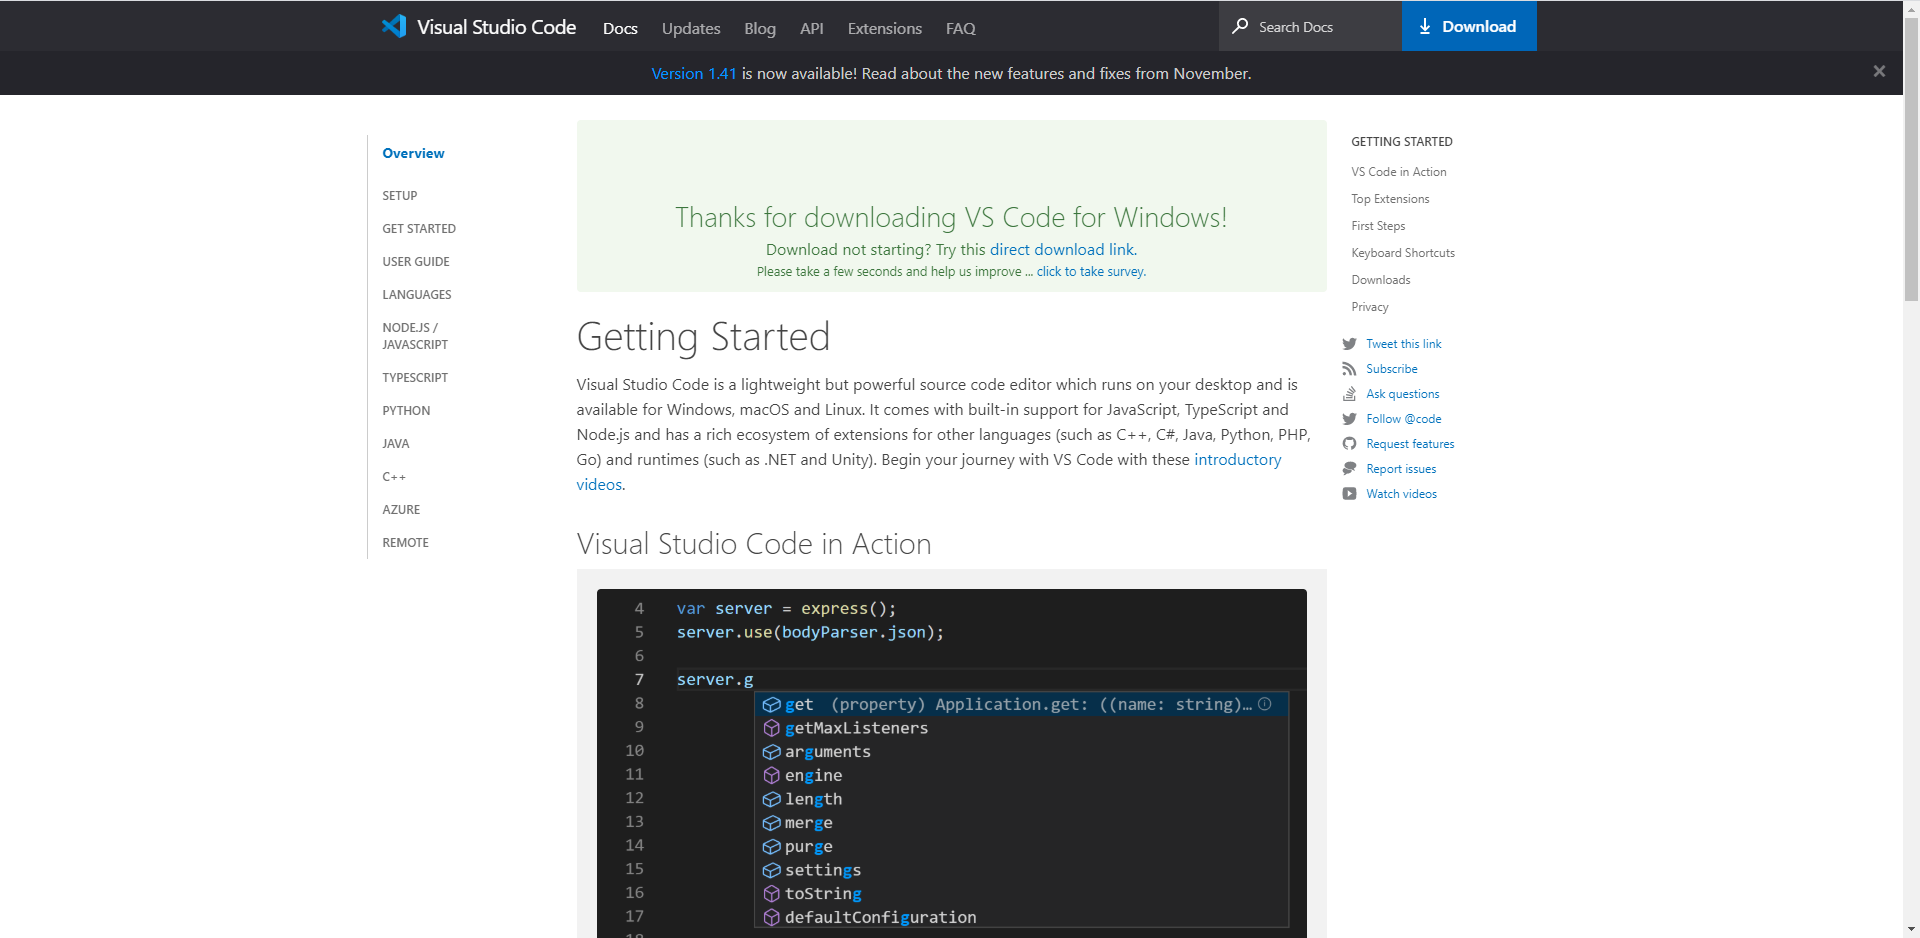 Visual Studio Code
Docs
Updates
Blog
API
Extensions
FAQ
Search Docs
Download
Version 1.41 is now available! Read about the new features and fixes from November.
Overview
SETUP
GET STARTED
USER GUIDE
LANGUAGES
NODE.JS /
JAVASCRIPT
TYPESCRIPT
PYTHON
JAVA
C++
AZURE
REMOTE
Thanks for downloading VS Code for Windows!
Download not starting? Try this direct download link.
Please take a few seconds and help us improve ... click to take survey.
Getting Started
Visual Studio Code is a lightweight but powerful source code editor which runs on your desktop and is
available for Windows, macOS and Linux. It comes with built-in support for JavaScript, TypeScript and
Node.js and has a rich ecosystem of extensions for other languages (such as C++, C#, Java, Python, PHP,
Go) and runtimes (such as .NET and Unity). Begin your journey with VS Code with these introductory
videos.
Visual Studio Code in Action
4 var server = express();
5 server.use(bodyParser.json);
6
7 server.g
8 get (property) Application.get: ((name: string)…
9 getMaxListeners
10 arguments
11 engine
12 length
13 merge
14 purge
15 settings
16 toString
17 defaultConfiguration
GETTING STARTED
VS Code in Action
Top Extensions
First Steps
Keyboard Shortcuts
Downloads
Privacy
Tweet this link
Subscribe
Ask questions
Follow @code
Request features
Report issues
Watch videos